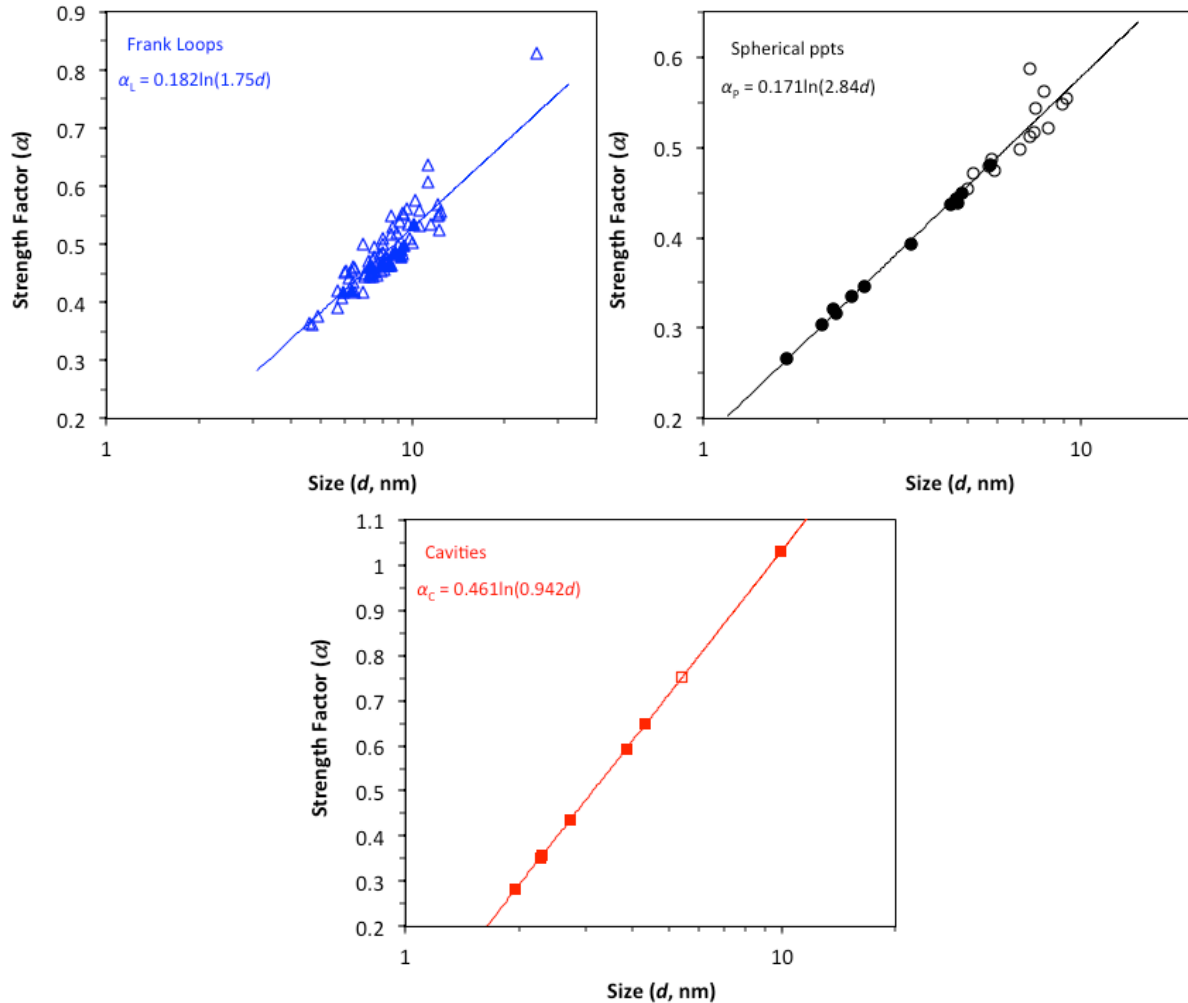 0.9
0.8
0.7
0.6
0.5
0.4
0.3
0.2
Strength Factor (α)
Frank Loops
α_L = 0.182ln(1.75d)
1
10
Size (d, nm)
0.6
0.5
0.4
0.3
0.2
Strength Factor (α)
Spherical ppts
α_P = 0.171ln(2.84d)
1
10
Size (d, nm)
1.1
1
0.9
0.8
0.7
0.6
0.5
0.4
0.3
0.2
Strength Factor (α)
Cavities
α_C = 0.461ln(0.942d)
1
10
Size (d, nm)